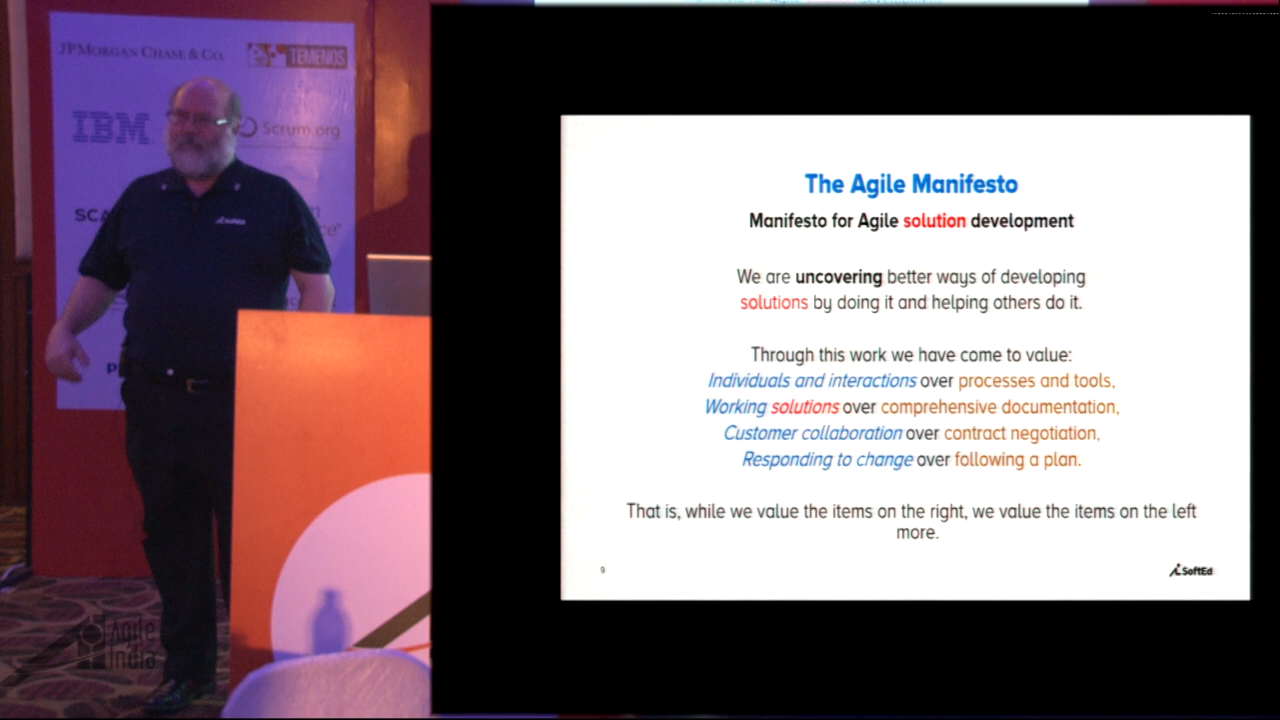 J.P.MORGAN CHASE & CO.
TEMENOS
IBM
Scrum.org
SoftEd
Agile
India
The Agile Manifesto
Manifesto for Agile solution development
We are uncovering better ways of developing
solutions by doing it and helping others do it.
Through this work we have come to value:
Individuals and interactions over processes and tools,
Working solutions over comprehensive documentation,
Customer collaboration over contract negotiation,
Responding to change over following a plan.
That is, while we value the items on the right, we value the items on the left
more.
9
SoftEd